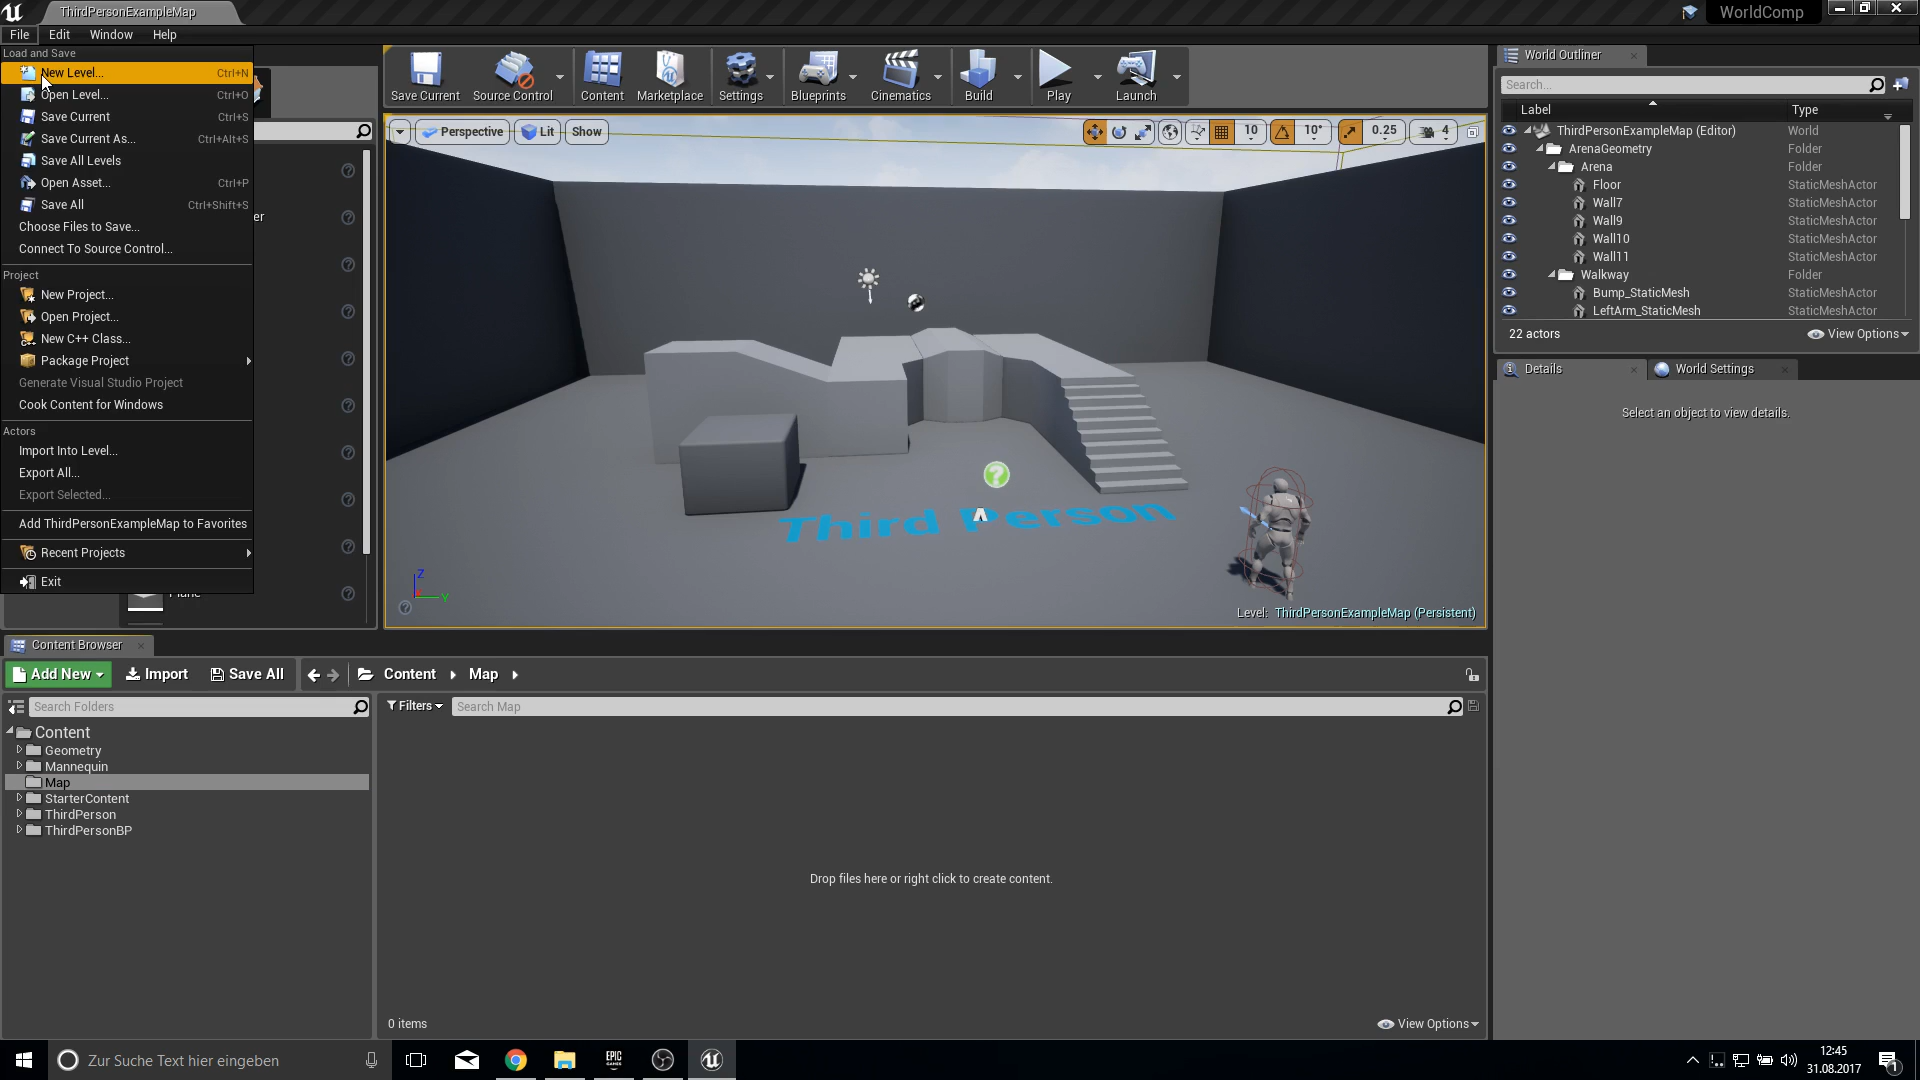 ThirdPersonExampleMap
WorldComp
File Edit Window Help
Load and Save
New Level... Ctrl+N
Open Level... Ctrl+O
Save Current Ctrl+S
Save Current As... Ctrl+Alt+S
Save All Levels
Open Asset... Ctrl+P
Save All Ctrl+Shift+S
Choose Files to Save...
Connect To Source Control...
Project
New Project...
Open Project...
New C++ Class...
Package Project
Generate Visual Studio Project
Cook Content for Windows
Actors
Import Into Level...
Export All...
Export Selected...
Add ThirdPersonExampleMap to Favorites
Recent Projects
Exit
Save Current Source Control Content Marketplace Settings Blueprints Cinematics Build Play Launch
Perspective Lit Show 10 10° 0.25 4
Third Person
Z
Y
Level: ThirdPersonExampleMap (Persistent)
World Outliner
Search...
Label Type
ThirdPersonExampleMap (Editor) World
ArenaGeometry Folder
Arena Folder
Floor StaticMeshActor
Wall7 StaticMeshActor
Wall9 StaticMeshActor
Wall10 StaticMeshActor
Wall11 StaticMeshActor
Walkway Folder
Bump_StaticMesh StaticMeshActor
LeftArm_StaticMesh StaticMeshActor
22 actors View Options
Details World Settings
Select an object to view details.
Content Browser
Add New Import Save All Content Map
Search Folders
Filters Search Map
Content
Geometry
Mannequin
Map
StarterContent
ThirdPerson
ThirdPersonBP
Drop files here or right click to create content.
0 items View Options
Zur Suche Text hier eingeben
EPIC GAMES
12:45
31.08.2017
1